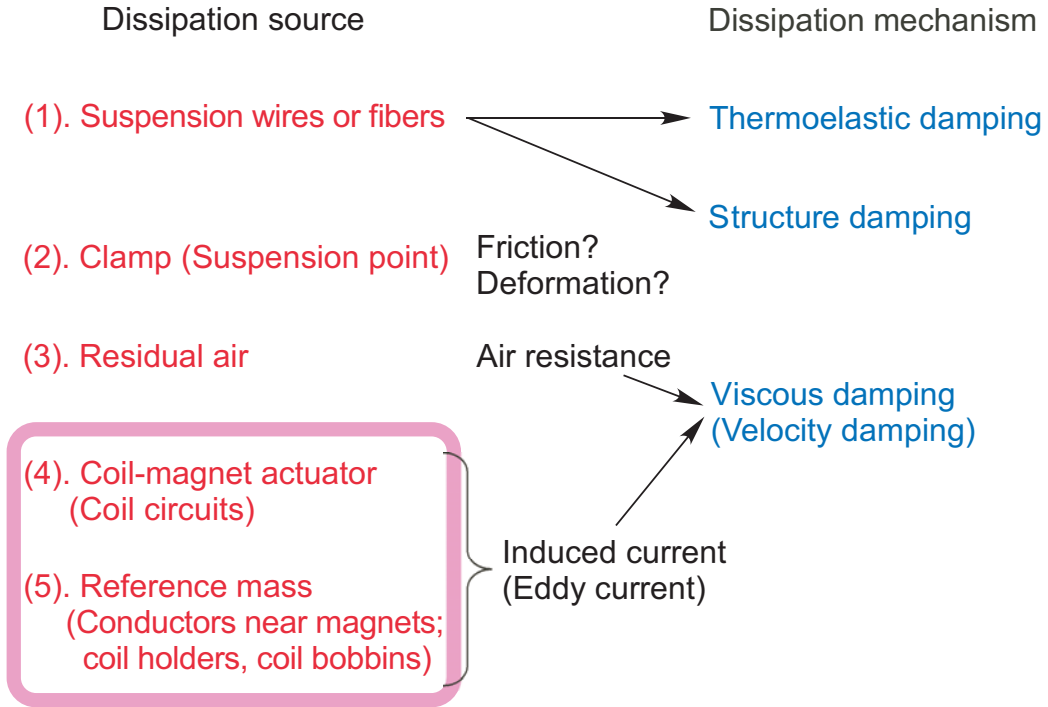 Dissipation source
Dissipation mechanism
(1). Suspension wires or fibers
Thermoelastic damping
Structure damping
(2). Clamp (Suspension point)
Friction?
Deformation?
(3). Residual air
Air resistance
Viscous damping
(Velocity damping)
(4). Coil-magnet actuator
(Coil circuits)
(5). Reference mass
(Conductors near magnets;
coil holders, coil bobbins)
Induced current
(Eddy current)